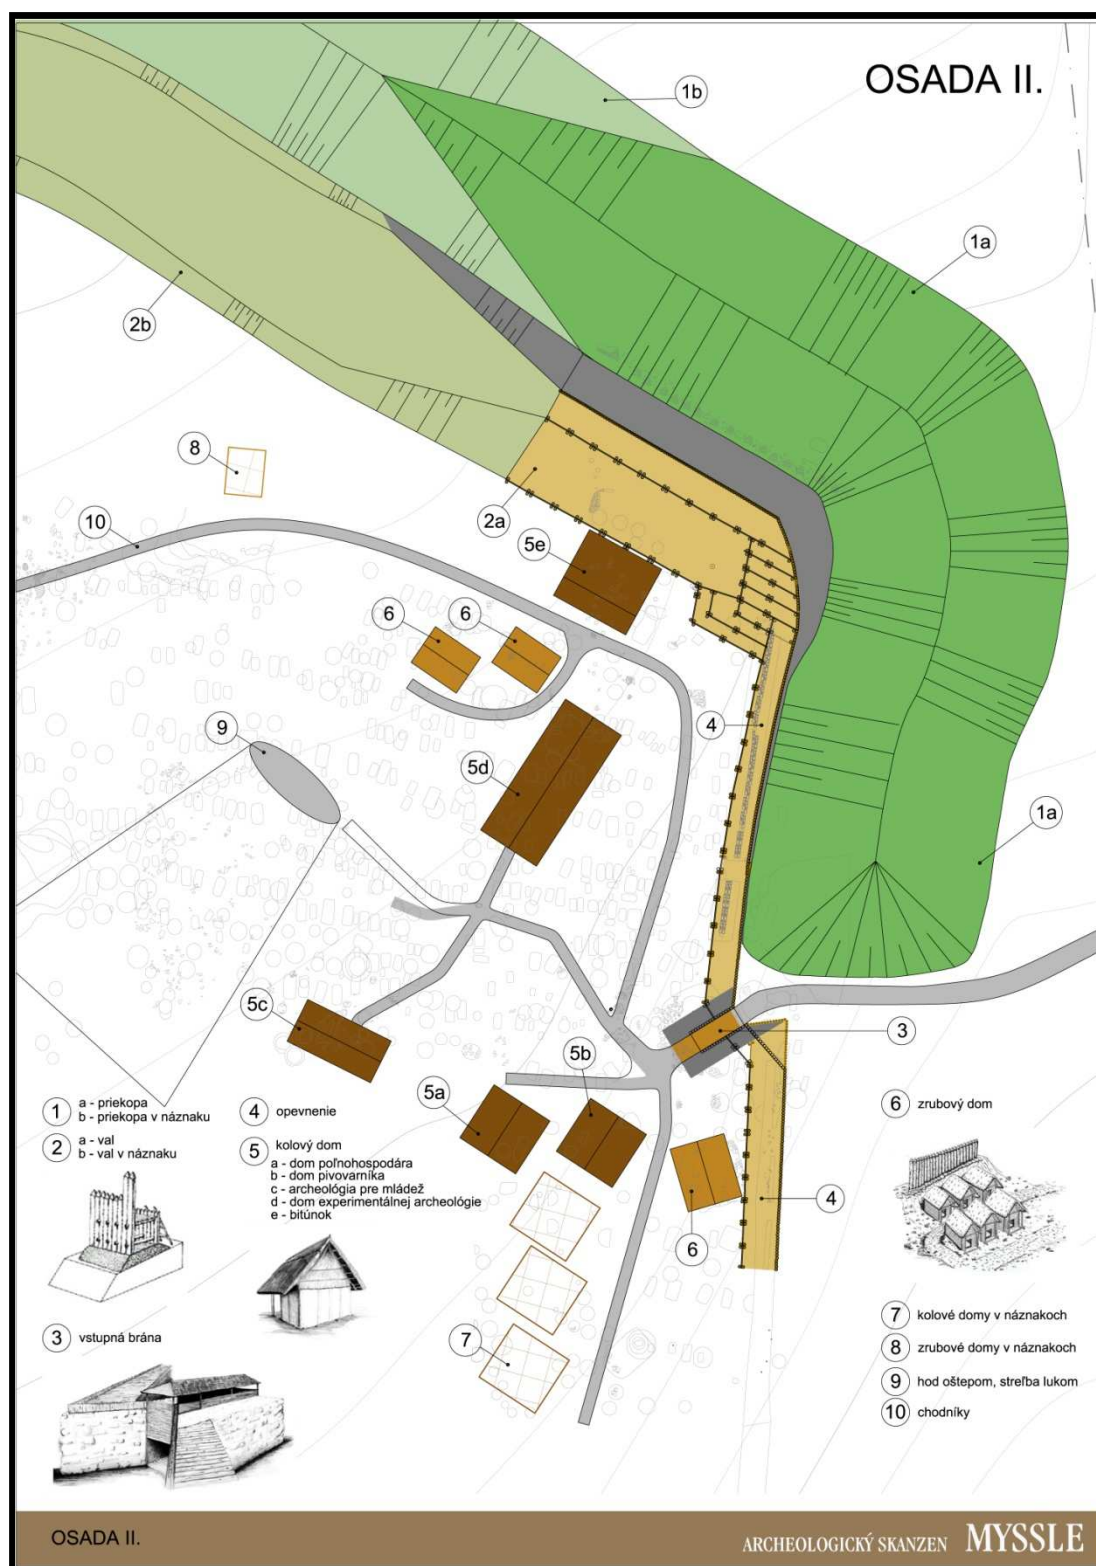 OSADA II.
1b
1a
2b
8
10
2a
5e
6
6
9
4
5d
1a
5c
3
5b
5a
4
6
7
1 a - priekopa
b - priekopa v náznaku
2 a - val
b - val v náznaku
3 vstupná brána
4 opevnenie
5 kolový dom
a - dom poľnohospodára
b - dom pivovarníka
c - archeológia pre mládež
d - dom experimentálnej archeológie
e - bitúnok
6 zrubový dom
7 kolové domy v náznakoch
8 zrubové domy v náznakoch
9 hod oštepom, streľba lukom
10 chodníky
OSADA II.
ARCHEOLOGICKÝ SKANZEN MYSSLE